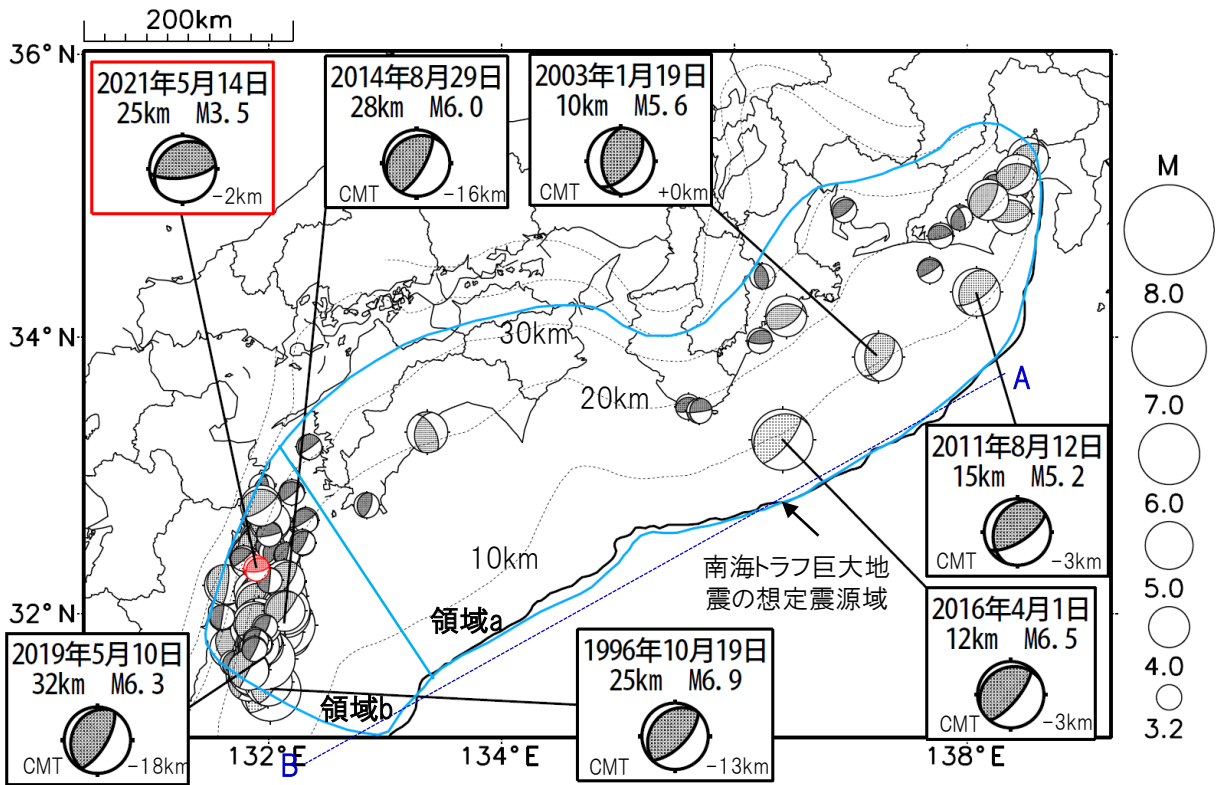 200km
36°N
2021年5月14日
25km M3.5
-2km
2014年8月29日
28km M6.0
CMT
-16km
2003年1月19日
10km M5.6
CMT
+0km
M
8.0
7.0
6.0
5.0
4.0
3.2
34°N
30km
20km
10km
A
2011年8月12日
15km M5.2
CMT
-3km
南海トラフ巨大地
震の想定震源域
32°N
領域a
領域b
2019年5月10日
32km M6.3
CMT
-18km
1996年10月19日
25km M6.9
CMT
-13km
2016年4月1日
12km M6.5
CMT
-3km
132°E
B
134°E
138°E